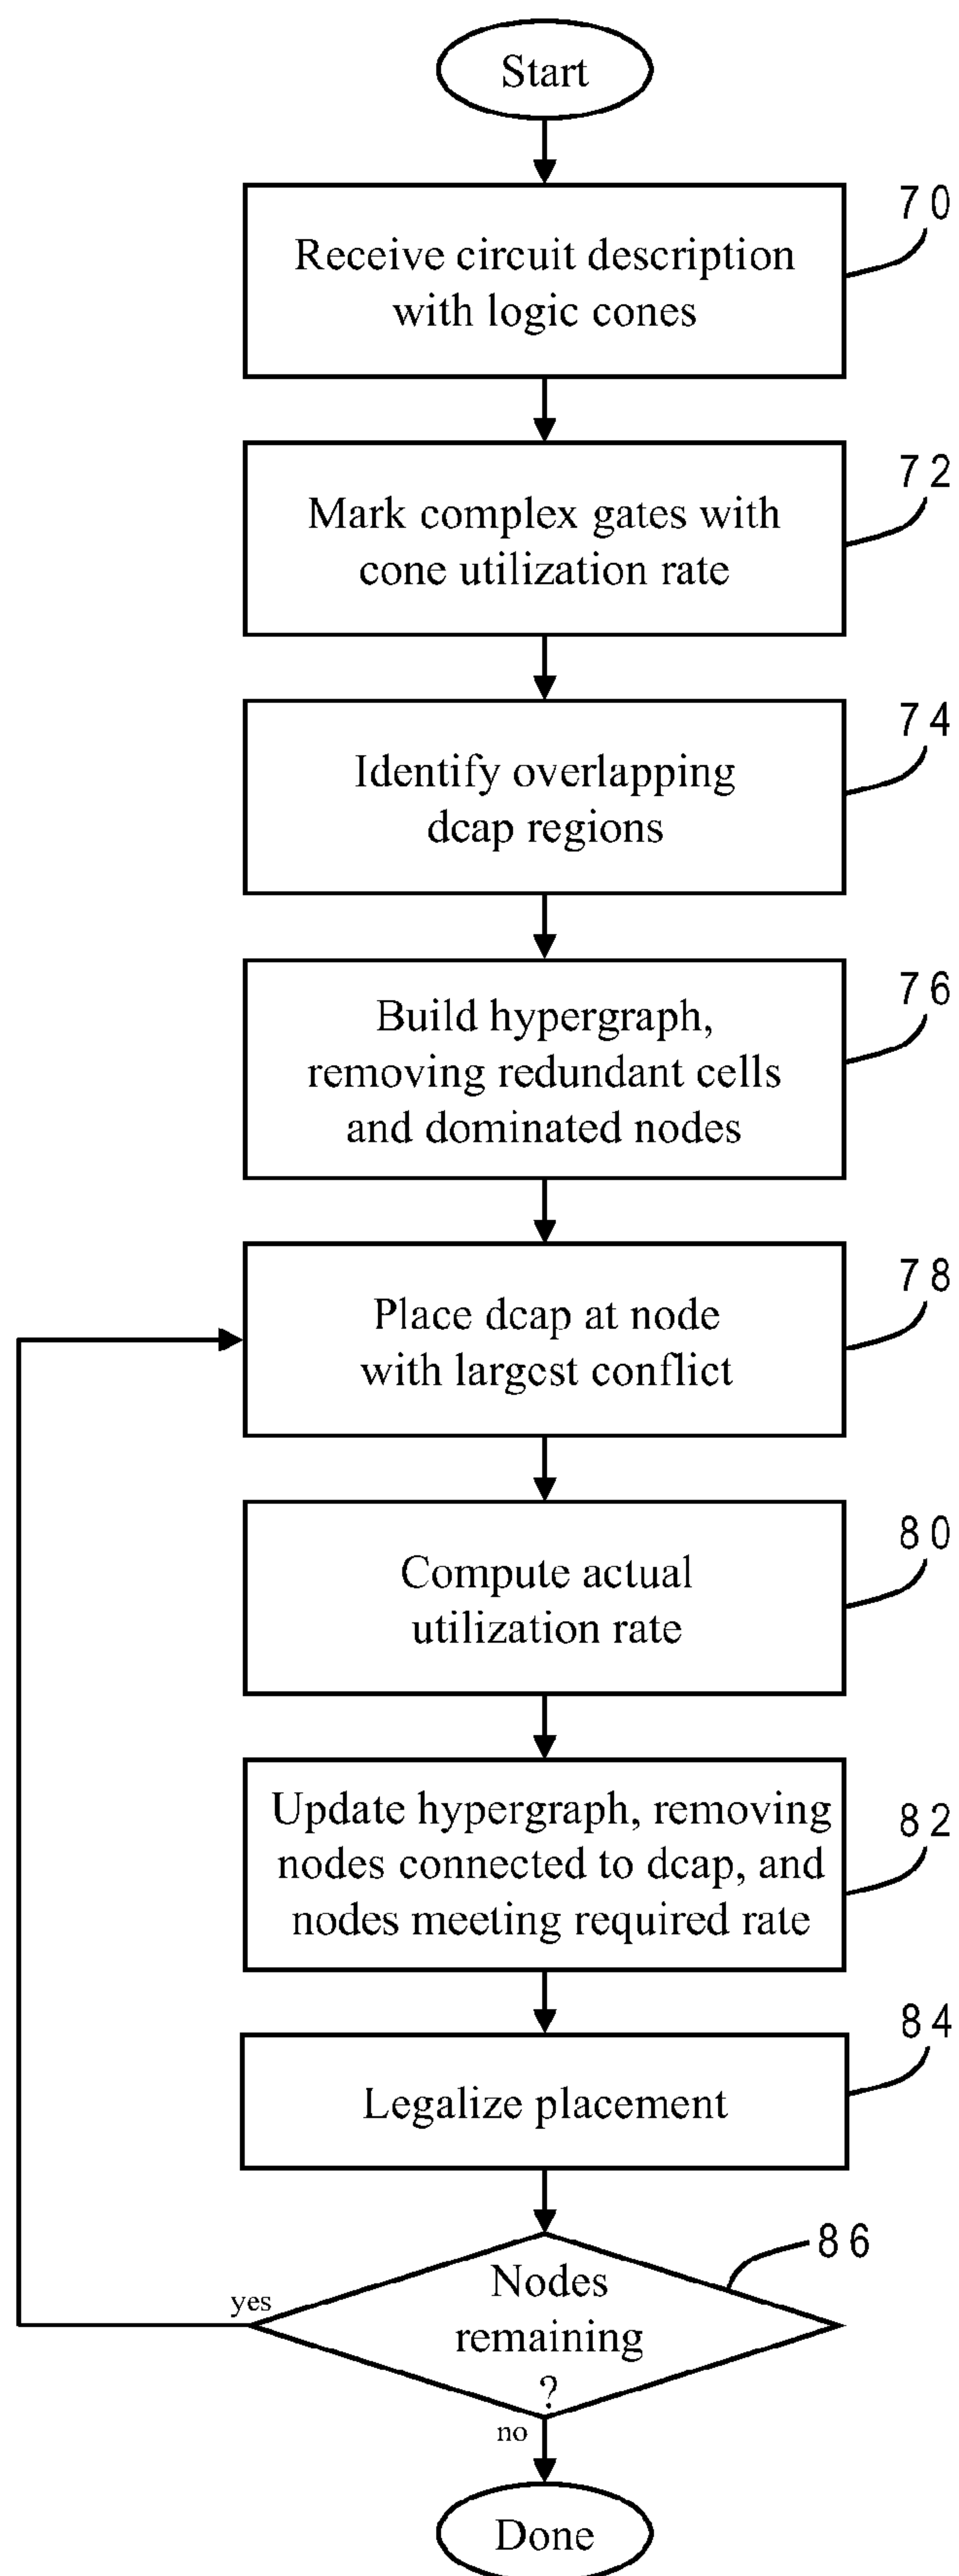 Start
70
Receive circuit description
with logic cones
72
Mark complex gates with
cone utilization rate
74
Identify overlapping
dcap regions
76
Build hypergraph,
removing redundant cells
and dominated nodes
78
Place dcap at node
with largest conflict
80
Compute actual
utilization rate
82
Update hypergraph, removing
nodes connected to dcap, and
nodes meeting required rate
84
Legalize placement
86
Nodes
yes
remaining
?
no
Done